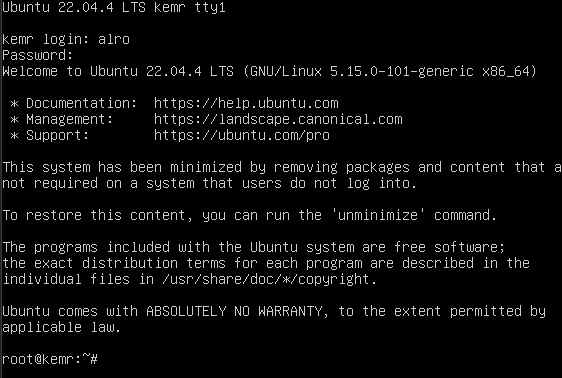 Ubuntu 22.04.4 LTS kemr tty1
kemr login: alro
Password:
Welcome to Ubuntu 22.04.4 LTS (GNU/Linux 5.15.0-101-generic x86_64)
* Documentation:  https://help.ubuntu.com
* Management:     https://landscape.canonical.com
* Support:        https://ubuntu.com/pro
This system has been minimized by removing packages and content that a
not required on a system that users do not log into.
To restore this content, you can run the 'unminimize' command.
The programs included with the Ubuntu system are free software;
the exact distribution terms for each program are described in the
individual files in /usr/share/doc/*/copyright.
Ubuntu comes with ABSOLUTELY NO WARRANTY, to the extent permitted by
applicable law.
root@kemr:~#